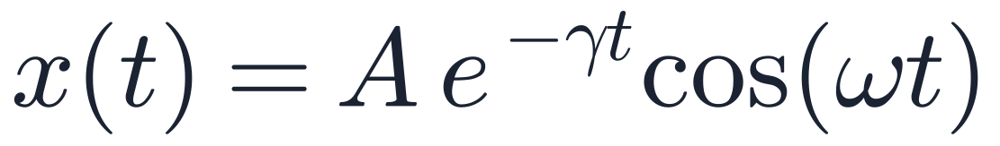 x(t) = A e^{-γt} cos(ωt)